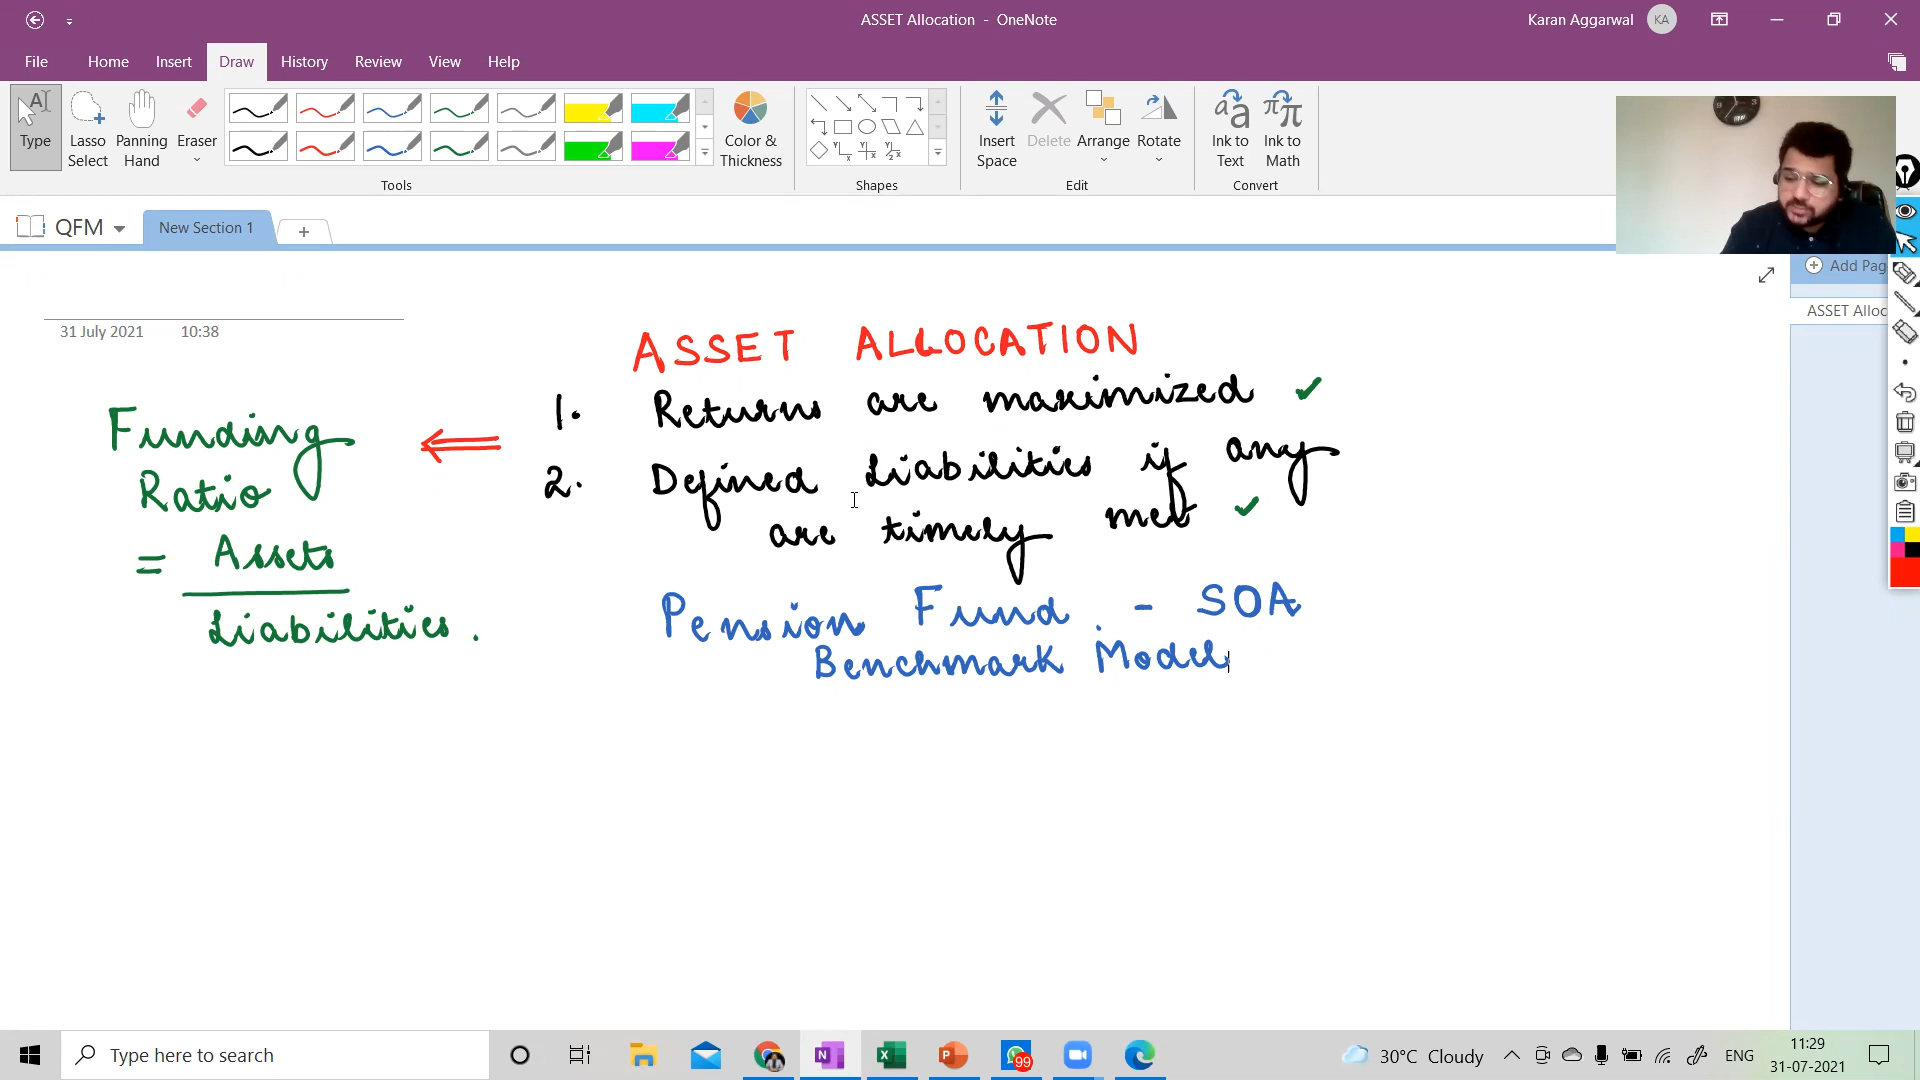 ASSET Allocation - OneNote
Karan Aggarwal KA
File Home Insert Draw History Review View Help
Type
Lasso Select
Panning Hand
Eraser
Color & Thickness
Insert Space
Delete
Arrange
Rotate
Ink to Text
Ink to Math
Tools Shapes Edit Convert
QFM New Section 1 +
Add Pag
31 July 2021 10:38
ASSET Alloc
ASSET ALLOCATION
1. Returns are maximized ✓
2. Defined Liabilities if any
are timely met ✓
Funding
Ratio
= Assets
Liabilities.
Pension Fund - SOA
Benchmark Model
Type here to search
99
30°C Cloudy
ENG
11:29
31-07-2021